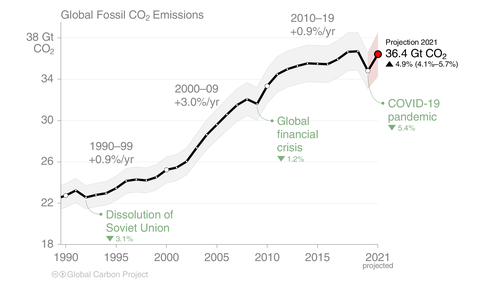 Global Fossil CO₂ Emissions
38 Gt
CO₂
34
30
26
22
18
1990
1995
2000
2005
2010
2015
2021
projected
1990–99
+0.9%/yr
2000–09
+3.0%/yr
2010–19
+0.9%/yr
Projection 2021
36.4 Gt CO₂
▲ 4.9% (4.1%–5.7%)
COVID-19
pandemic
▼ 5.4%
Global
financial
crisis
▼ 1.2%
Dissolution of
Soviet Union
▼ 3.1%
Global Carbon Project